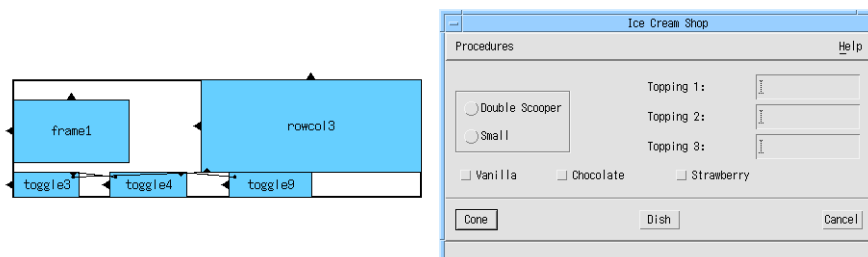 frame1
rowcol3
toggle3 toggle4 toggle9
Ice Cream Shop
Procedures Help
Double Scooper
Small
Topping 1:
Topping 2:
Topping 3:
Vanilla Chocolate Strawberry
Cone Dish Cancel